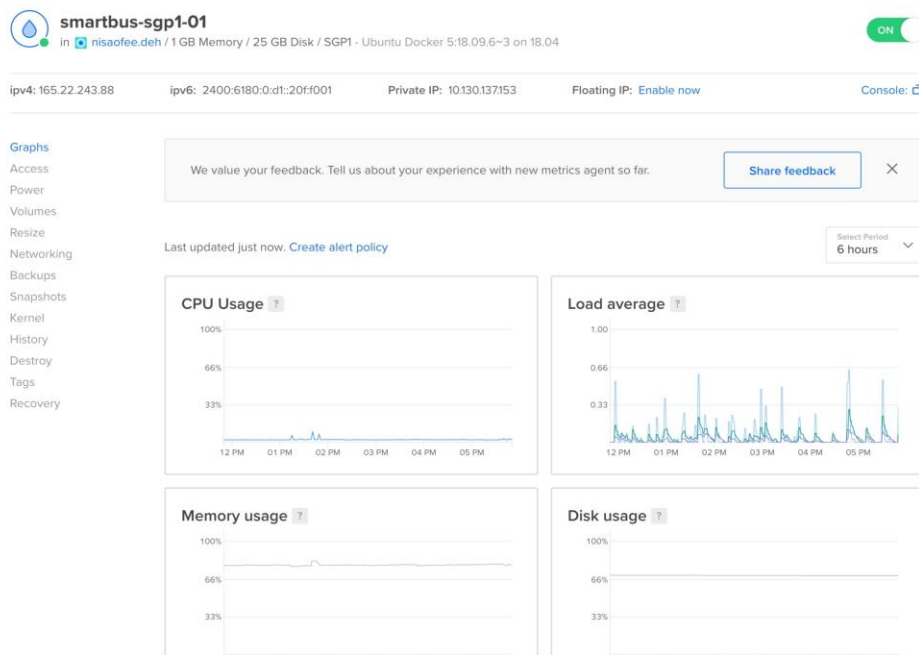 smartbus-sgp1-01
in nisaofee.deh / 1 GB Memory / 25 GB Disk / SGP1 - Ubuntu Docker 5:18.09.6~3 on 18.04
ON
ipv4: 165.22.243.88 ipv6: 2400:6180:0:d1::20f:f001 Private IP: 10.130.137.153 Floating IP: Enable now Console:
Graphs
Access
Power
Volumes
Resize
Networking
Backups
Snapshots
Kernel
History
Destroy
Tags
Recovery
We value your feedback. Tell us about your experience with new metrics agent so far.
Share feedback
Last updated just now. Create alert policy
Select Period
6 hours
CPU Usage ?
100%
66%
33%
12 PM 01 PM 02 PM 03 PM 04 PM 05 PM
Load average ?
1.00
0.66
0.33
12 PM 01 PM 02 PM 03 PM 04 PM 05 PM
Memory usage ?
100%
66%
33%
Disk usage ?
100%
66%
33%